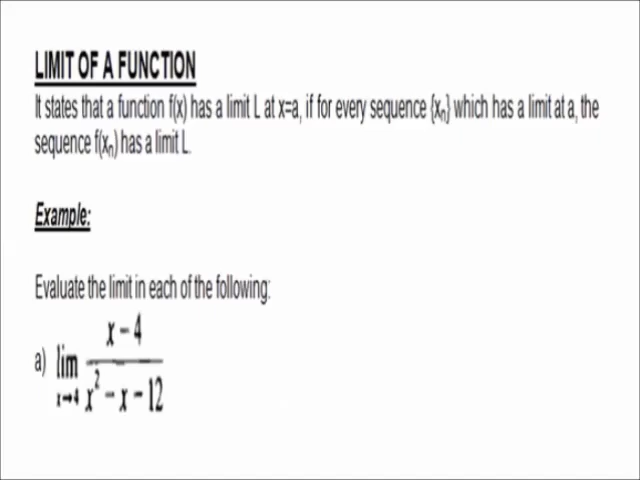 LIMIT OF A FUNCTION
It states that a function f(x) has a limit L at x=a, if for every sequence {xₙ} which has a limit at a, the
sequence f(xₙ) has a limit L.
Example:
Evaluate the limit in each of the following:
a) lim x→4 (x − 4)/(x² − x − 12)